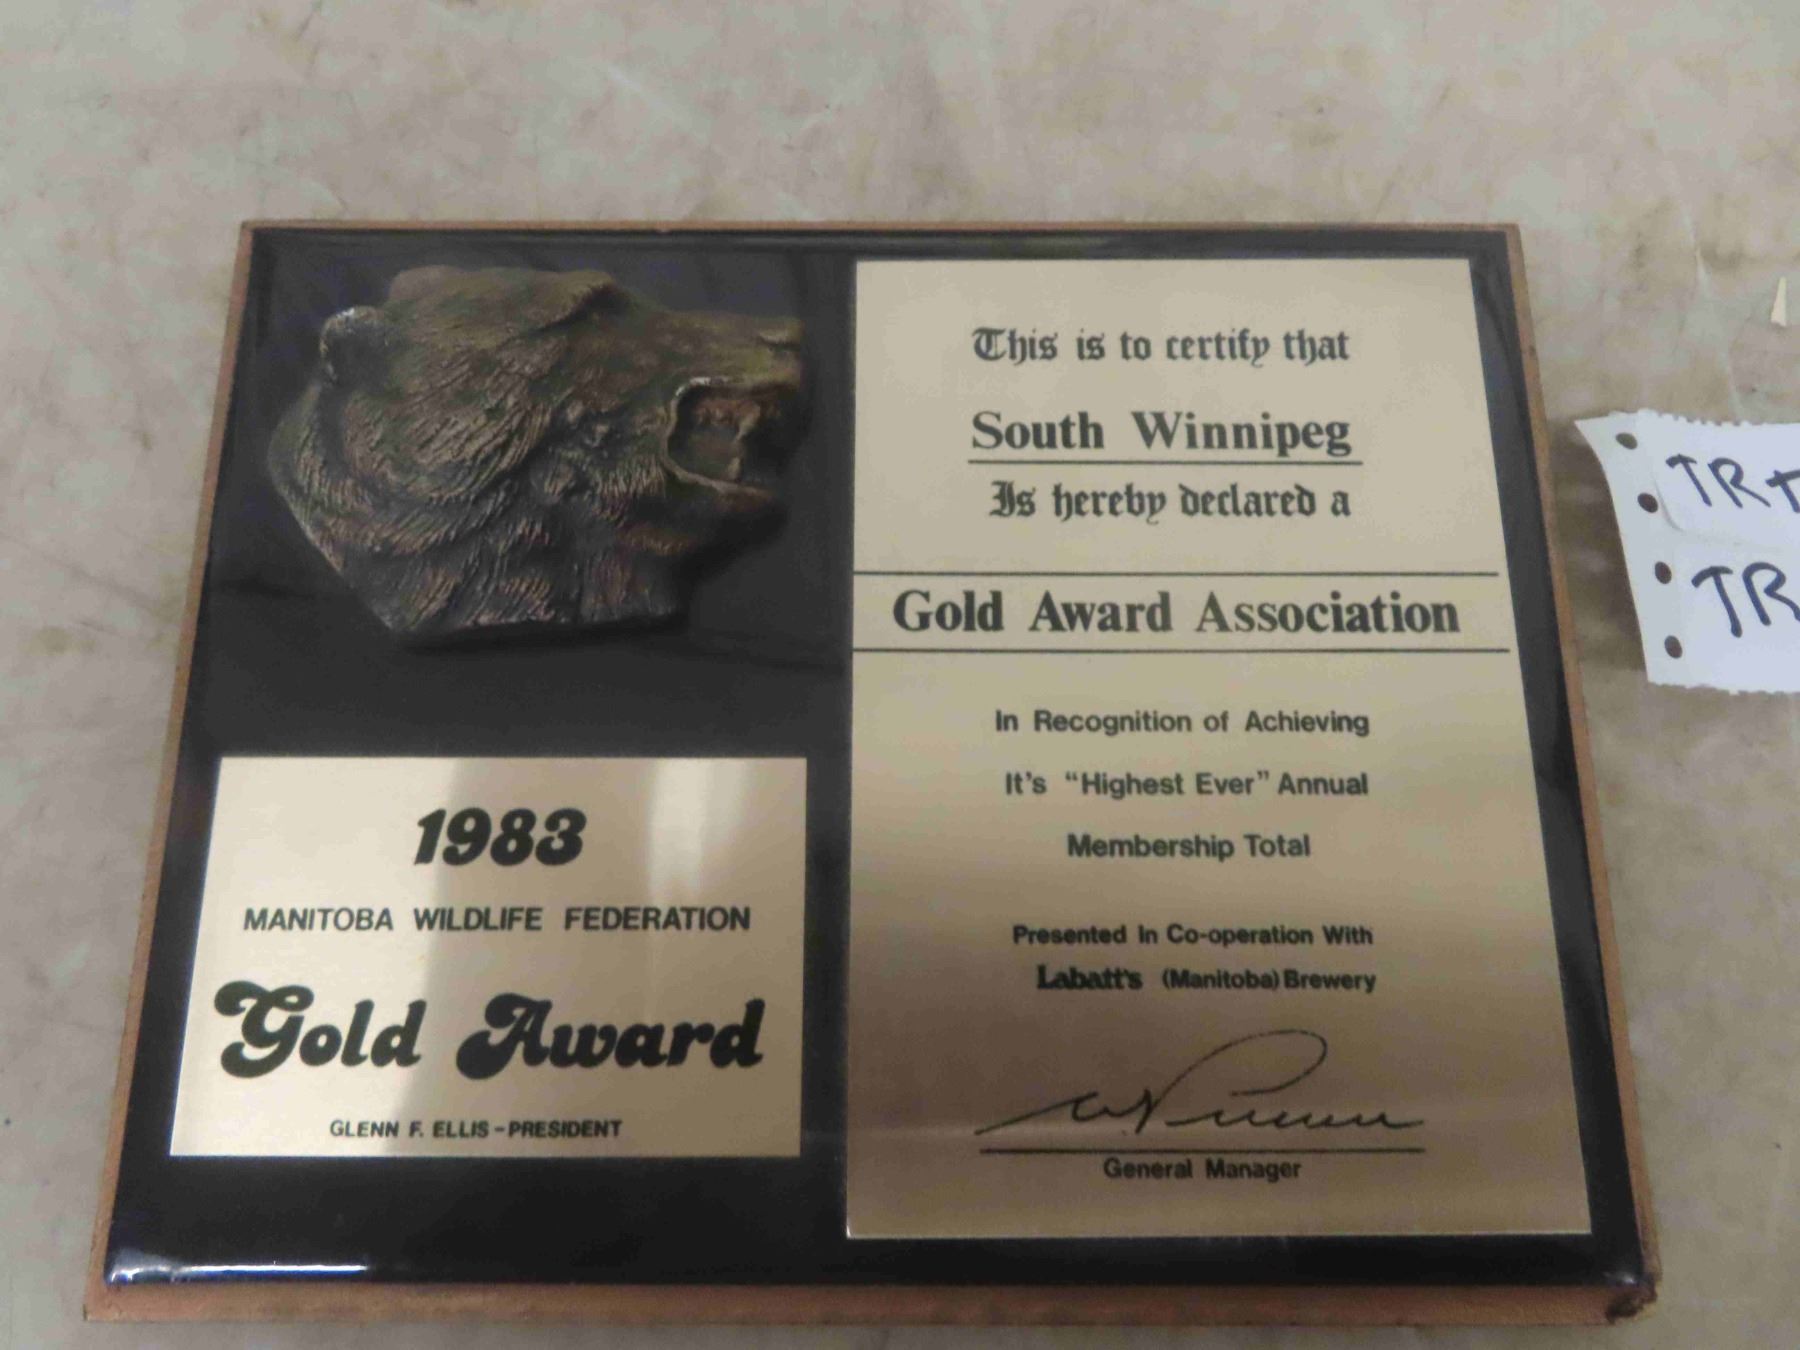 This is to certify that
South Winnipeg
Is hereby declared a
Gold Award Association
In Recognition of Achieving
It's "Highest Ever" Annual
Membership Total
Presented In Co-operation With
Labatt's (Manitoba) Brewery
General Manager
1983
MANITOBA WILDLIFE FEDERATION
Gold Award
GLENN F. ELLIS - PRESIDENT
TR